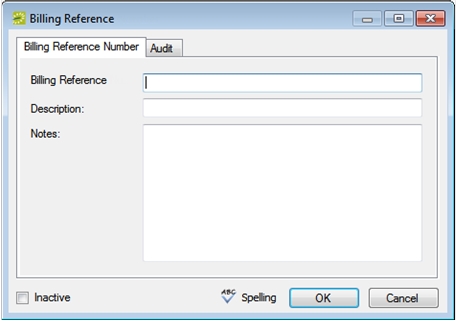 Billing Reference
Billing Reference Number Audit
Billing Reference
Description:
Notes:
Inactive ABC Spelling OK Cancel